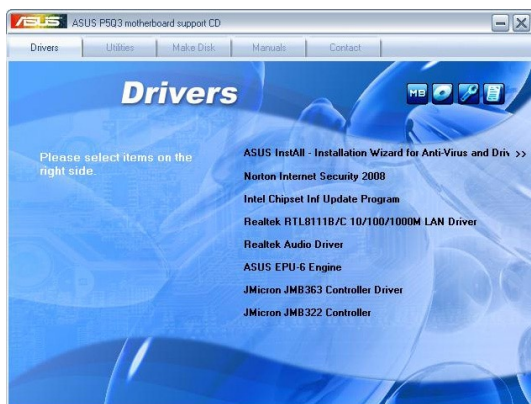 ASUS ASUS P5Q3 motherboard support CD
Drivers Utilities Make Disk Manuals Contact
Drivers
MB
Please select items on the
right side.
ASUS InstAll - Installation Wizard for Anti-Virus and Driv >>
Norton Internet Security 2008
Intel Chipset Inf Update Program
Realtek RTL8111B/C 10/100/1000M LAN Driver
Realtek Audio Driver
ASUS EPU-6 Engine
JMicron JMB363 Controller Driver
JMicron JMB322 Controller